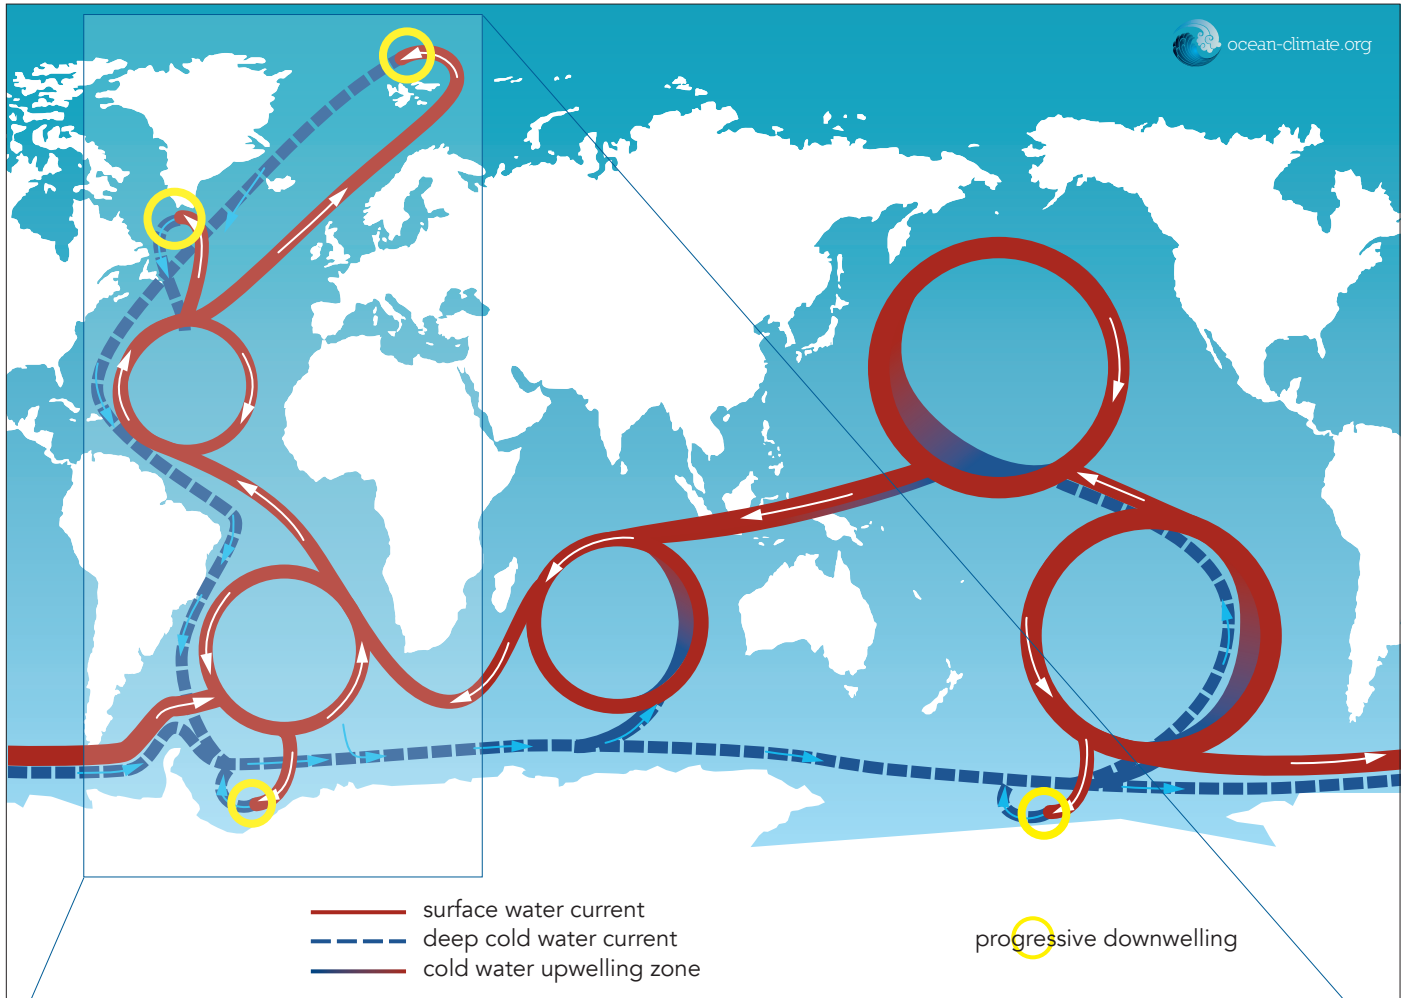 ocean-climate.org
surface water current
deep cold water current
cold water upwelling zone
progressive downwelling